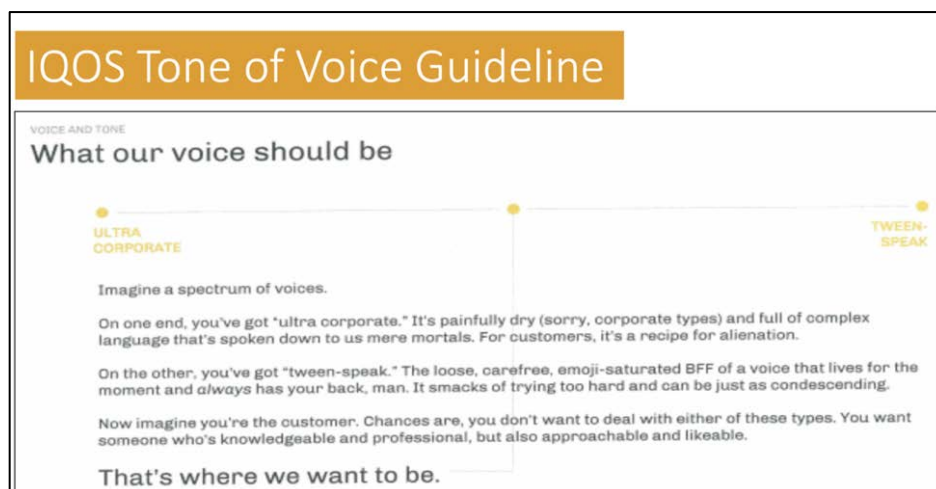 IQOS Tone of Voice Guideline
VOICE AND TONE
What our voice should be
ULTRA
CORPORATE
TWEEN-
SPEAK
Imagine a spectrum of voices.
On one end, you've got “ultra corporate.” It's painfully dry (sorry, corporate types) and full of complex
language that's spoken down to us mere mortals. For customers, it's a recipe for alienation.
On the other, you've got “tween-speak.” The loose, carefree, emoji-saturated BFF of a voice that lives for the
moment and always has your back, man. It smacks of trying too hard and can be just as condescending.
Now imagine you're the customer. Chances are, you don't want to deal with either of these types. You want
someone who's knowledgeable and professional, but also approachable and likeable.
That's where we want to be.